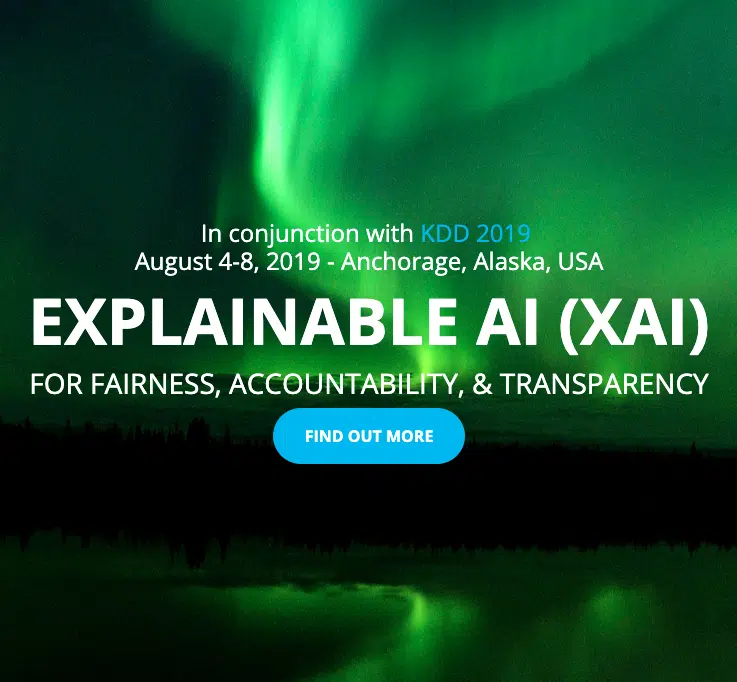 In conjunction with KDD 2019
August 4-8, 2019 - Anchorage, Alaska, USA
EXPLAINABLE AI (XAI)
FOR FAIRNESS, ACCOUNTABILITY, & TRANSPARENCY
FIND OUT MORE